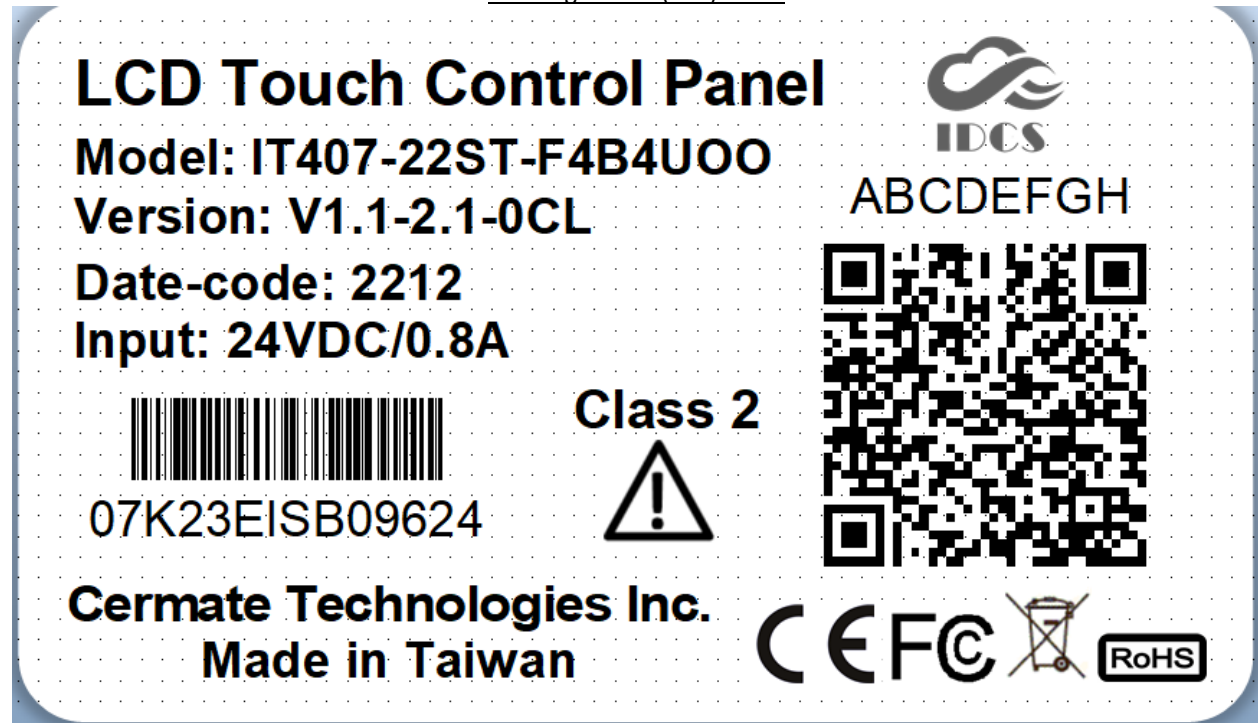 LCD Touch Control Panel
IDCS
Model: IT407-22ST-F4B4UOO
ABCDEFGH
Version: V1.1-2.1-0CL
Date-code: 2212
Input: 24VDC/0.8A
Class 2
07K23EISB09624
Cermate Technologies Inc.
Made in Taiwan
CE FC RoHS